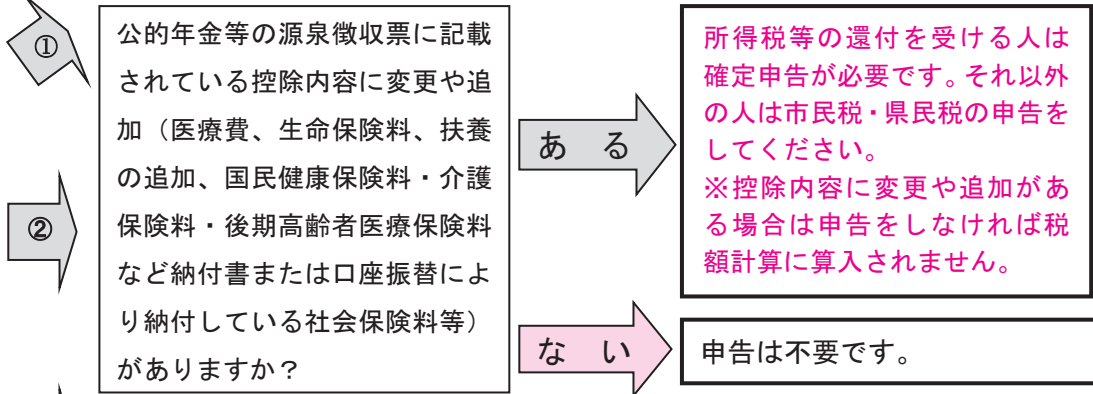 ①
②
公的年金等の源泉徴収票に記載
されている控除内容に変更や追
加（医療費、生命保険料、扶養
の追加、国民健康保険料・介護
保険料・後期高齢者医療保険料
など納付書または口座振替によ
り納付している社会保険料等）
がありますか？
ある
所得税等の還付を受ける人は
確定申告が必要です。それ以外
の人は市民税・県民税の申告を
してください。
※控除内容に変更や追加があ
る場合は申告をしなければ税
額計算に算入されません。
ない
申告は不要です。